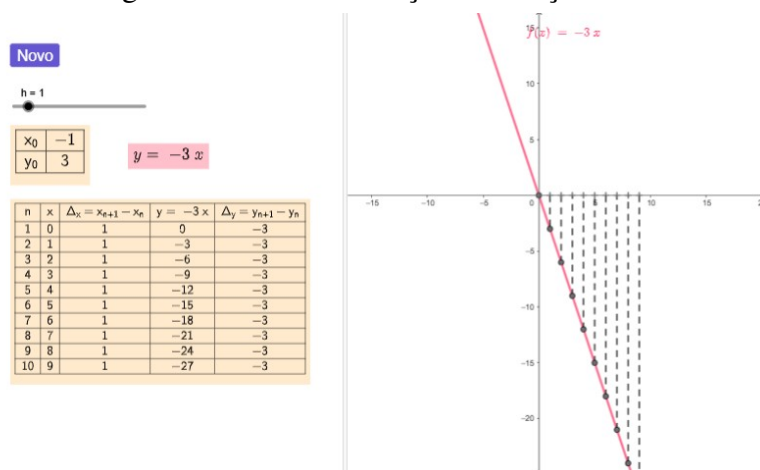 Novo
h = 1
x₀ −1
y₀ 3
y = −3 x
n x Δₓ = xₙ₊₁ − xₙ y = −3 x Δᵧ = yₙ₊₁ − yₙ
1 0 1 0 −3
2 1 1 −3 −3
3 2 1 −6 −3
4 3 1 −9 −3
5 4 1 −12 −3
6 5 1 −15 −3
7 6 1 −18 −3
8 7 1 −21 −3
9 8 1 −24 −3
10 9 1 −27 −3
f(x) = −3 x
15
10
5
−15 −10 −5 0 5 10 15
−5
−10
−15
−20